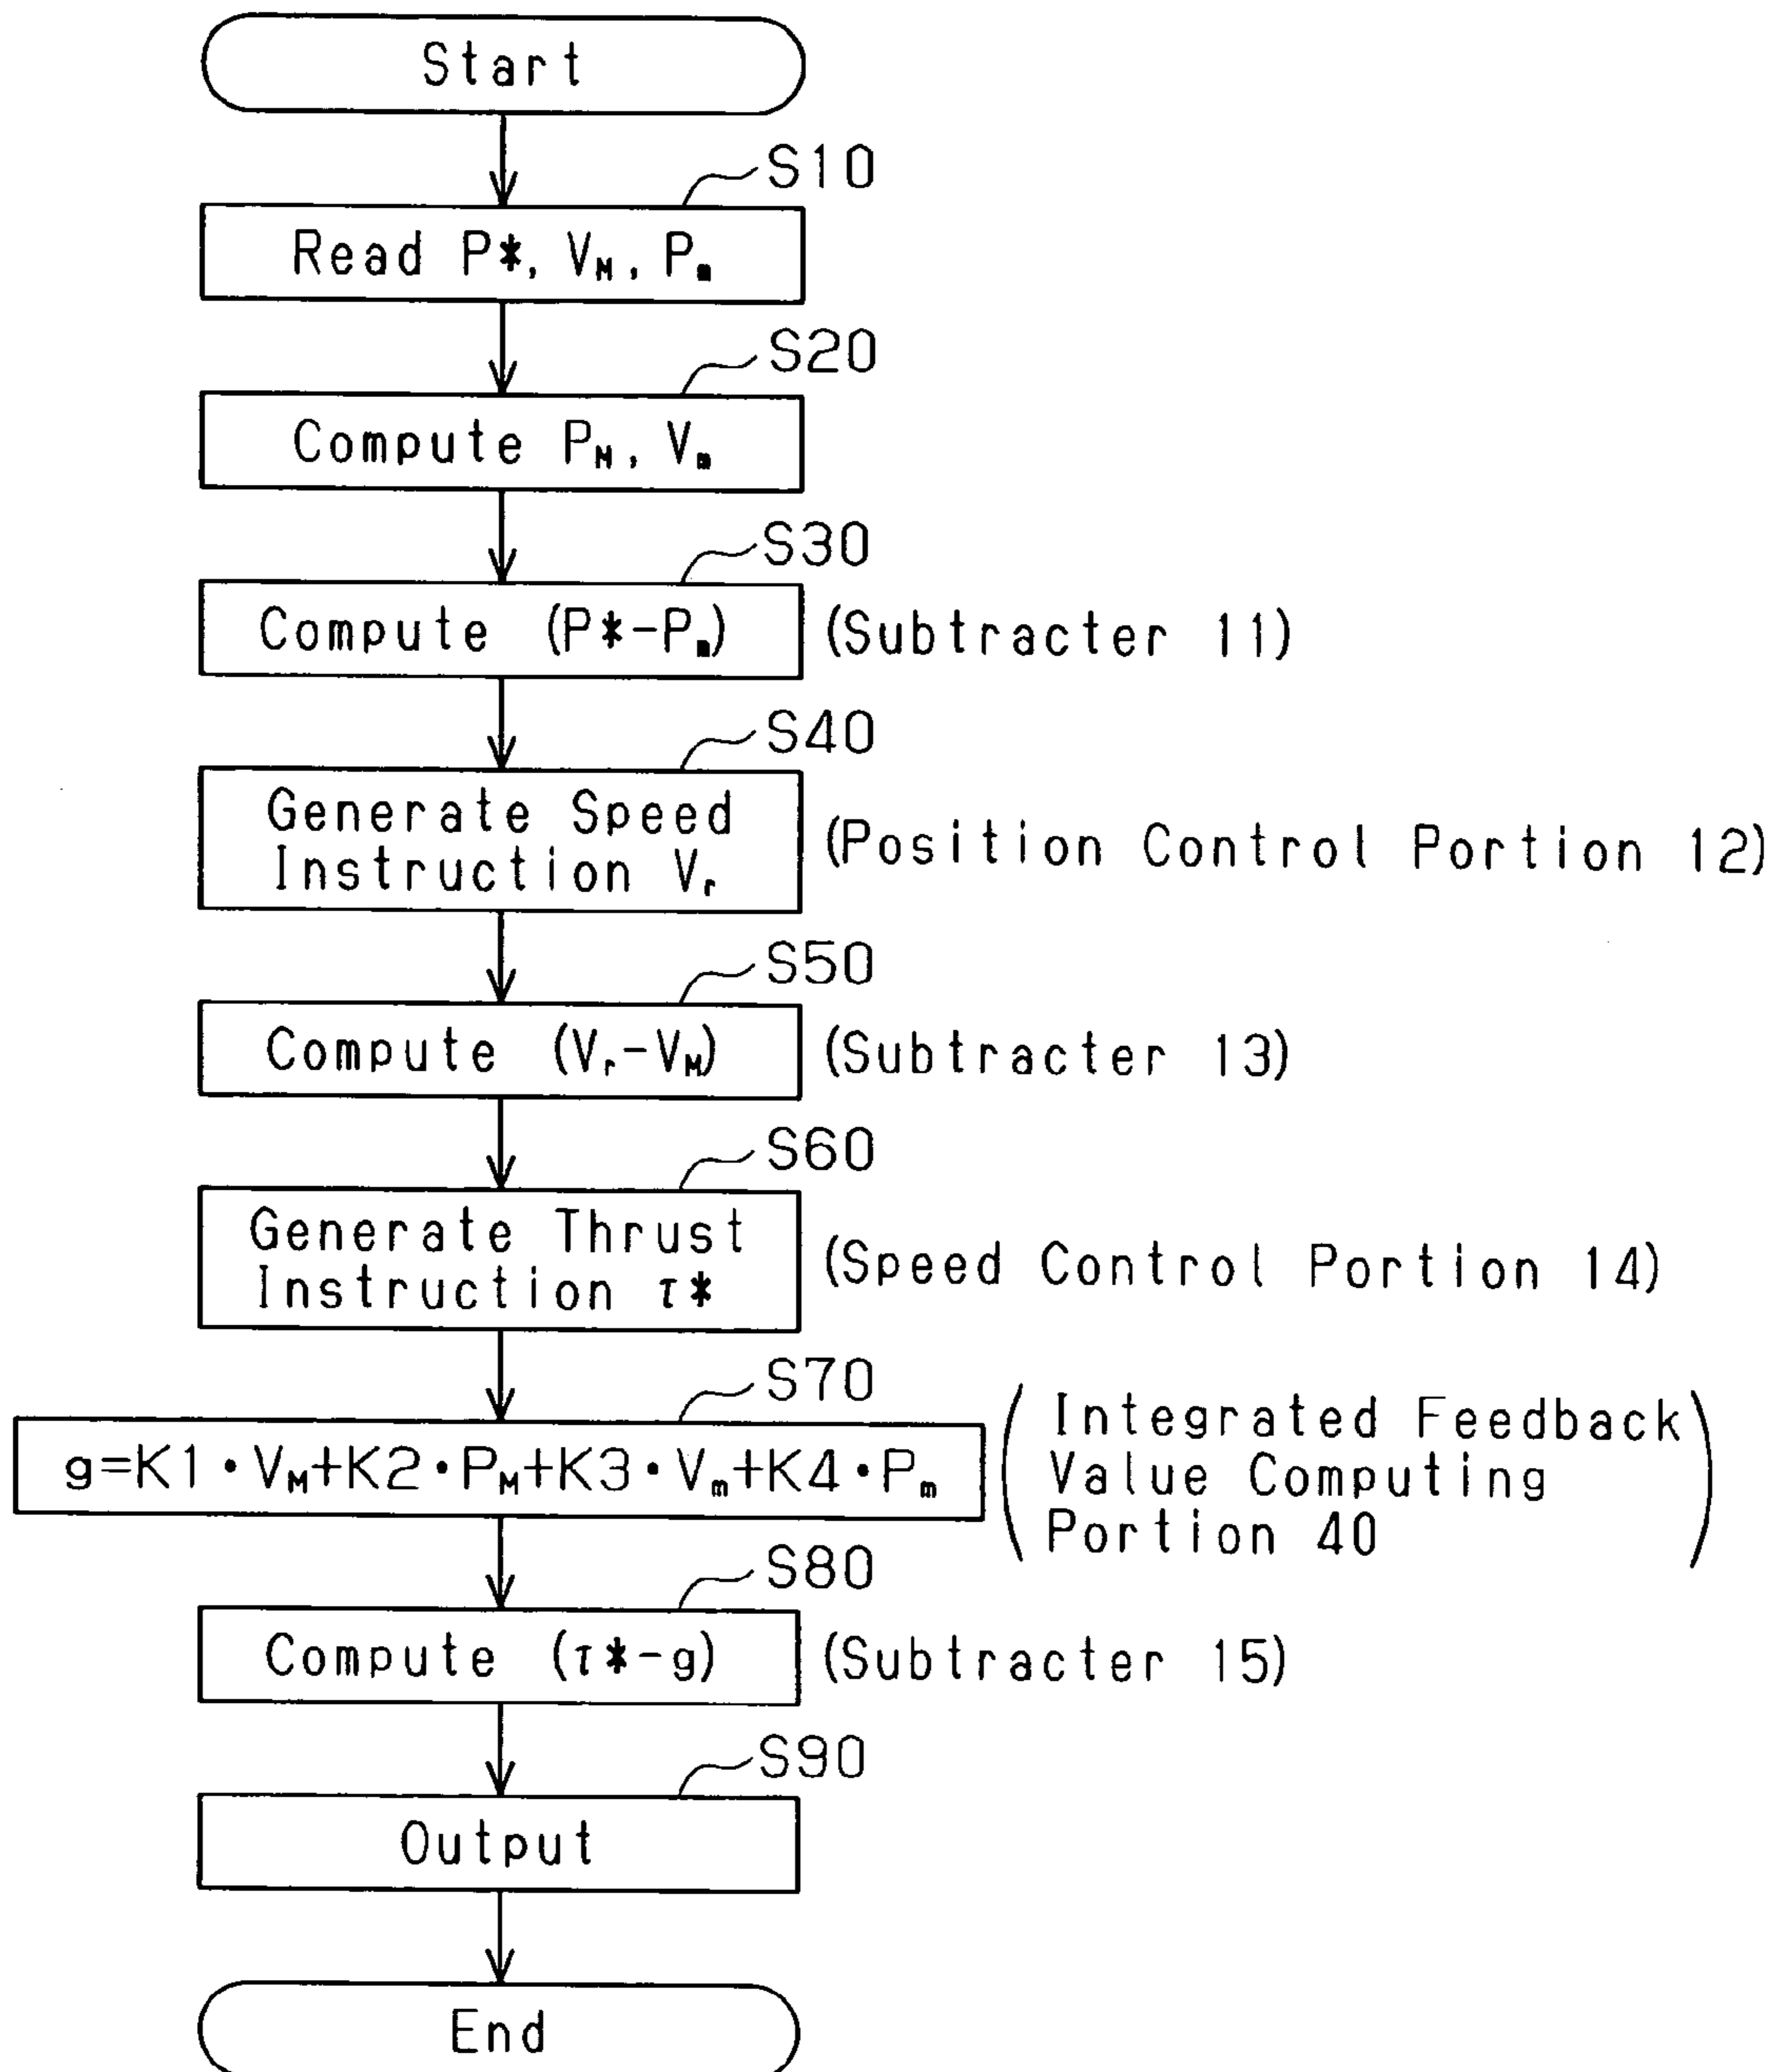 Start
S10
Read P*, V_M, P_m
S20
Compute P_M, V_m
S30
Compute (P*-P_m) (Subtracter 11)
S40
Generate Speed
Instruction V_r
(Position Control Portion 12)
S50
Compute (V_r-V_M) (Subtracter 13)
S60
Generate Thrust
Instruction τ*
(Speed Control Portion 14)
S70
g=K1・V_M+K2・P_M+K3・V_m+K4・P_m
(Integrated Feedback
Value Computing
Portion 40)
S80
Compute (τ*-g) (Subtracter 15)
S90
Output
End